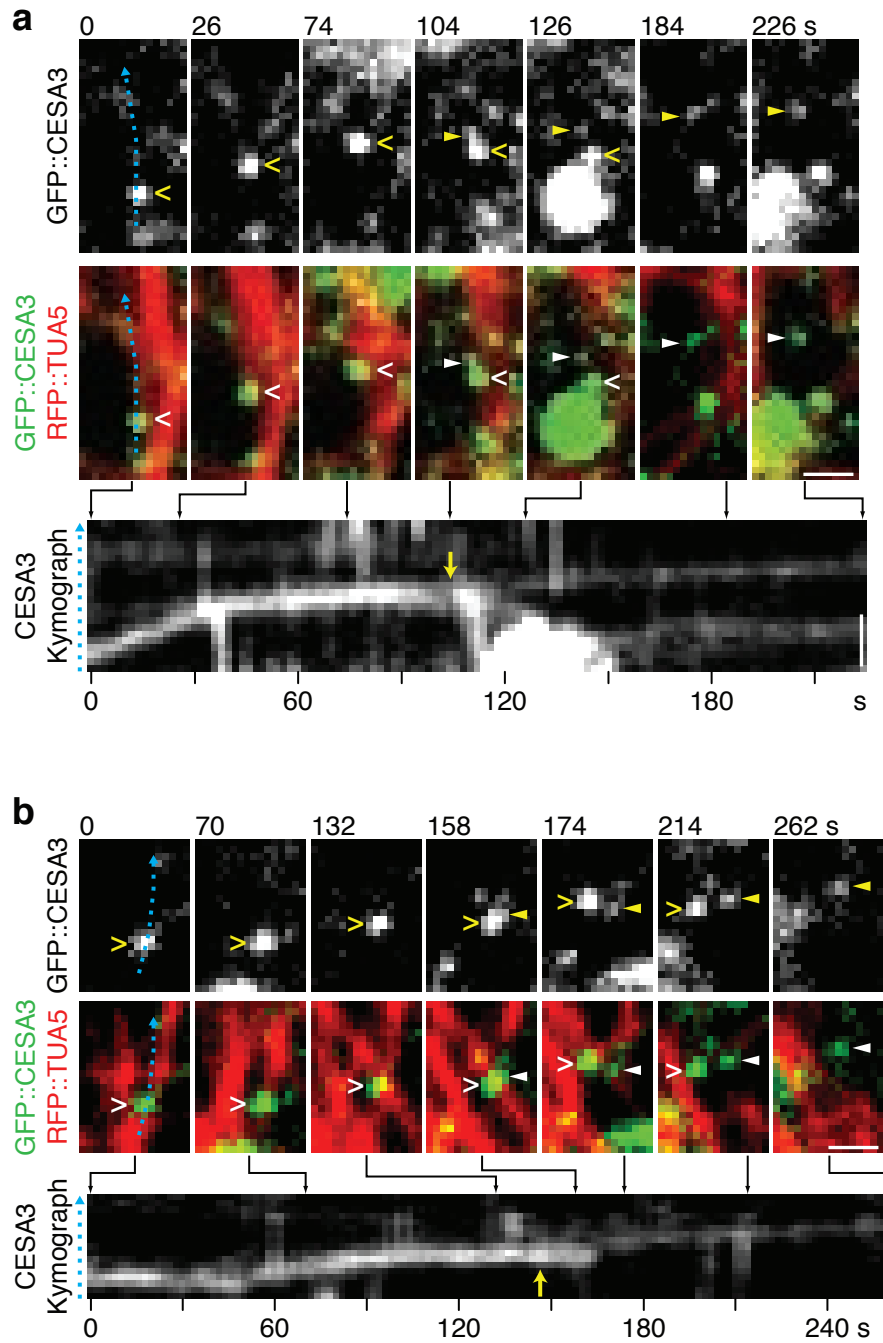 a
0 26 74 104 126 184 226 s
GFP::CESA3
GFP::CESA3
RFP::TUA5
CESA3
Kymograph
0 60 120 180 s
b
0 70 132 158 174 214 262 s
GFP::CESA3
GFP::CESA3
RFP::TUA5
CESA3
Kymograph
0 60 120 180 240 s